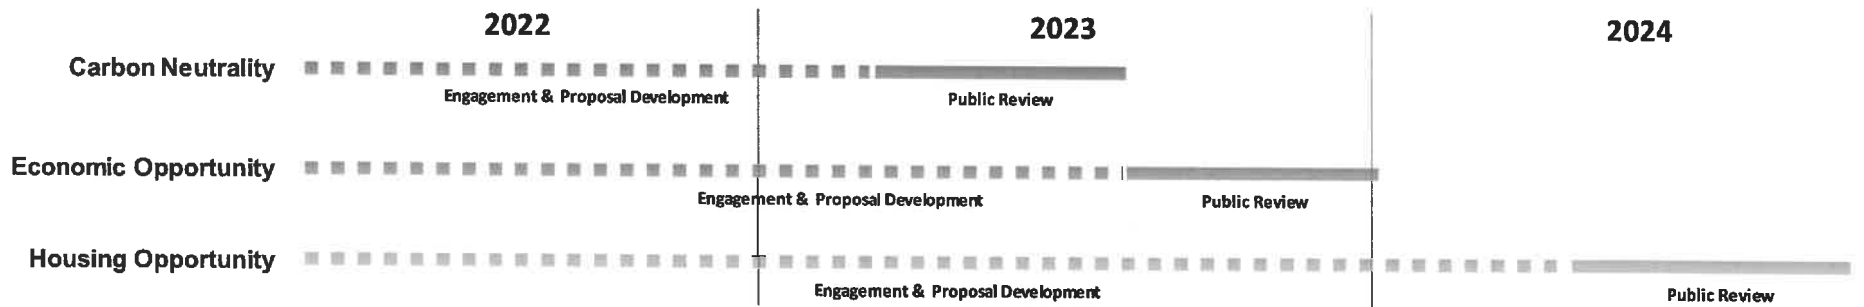 2022
2023
2024
Carbon Neutrality
Engagement & Proposal Development
Public Review
Economic Opportunity
Engagement & Proposal Development
Public Review
Housing Opportunity
Engagement & Proposal Development
Public Review